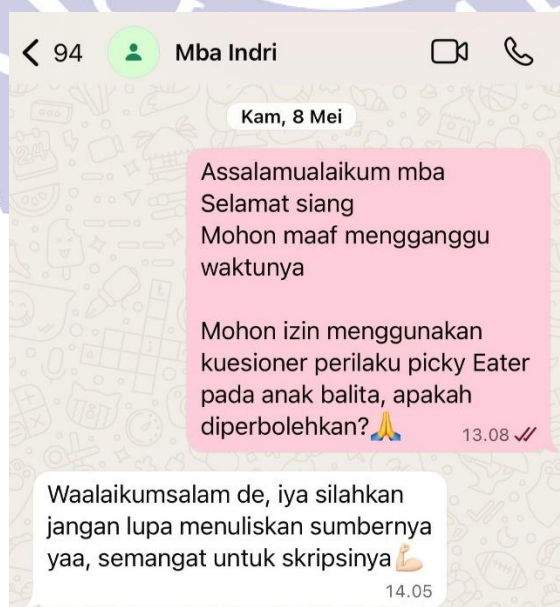 94 Mba Indri
Kam, 8 Mei
Assalamualaikum mba
Selamat siang
Mohon maaf mengganggu
waktunya
Mohon izin menggunakan
kuesioner perilaku picky Eater
pada anak balita, apakah
diperbolehkan?🙏
13.08
Waalaikumsalam de, iya silahkan
jangan lupa menuliskan sumbernya
yaa, semangat untuk skripsinya💪🏻
14.05